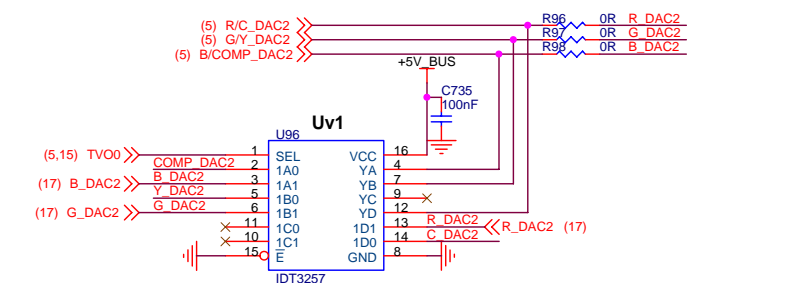 (5) R/C_DAC2 R96 0R R_DAC2
(5) G/Y_DAC2 R97 0R G_DAC2
(5) B/COMP_DAC2 R98 0R B_DAC2
+5V_BUS
C735
100nF
Uv1
U96
(5,15) TVO0 1 SEL VCC 16
COMP_DAC2 2 1A0 YA 4
(17) B_DAC2 B_DAC2 3 1A1 YB 7
Y_DAC2 5 1B0 YC 9
(17) G_DAC2 G_DAC2 6 1B1 YD 12
11 1C0 1D1 13 R_DAC2 R_DAC2 (17)
10 1C1 1D0 14 C_DAC2
15 E GND 8
IDT3257